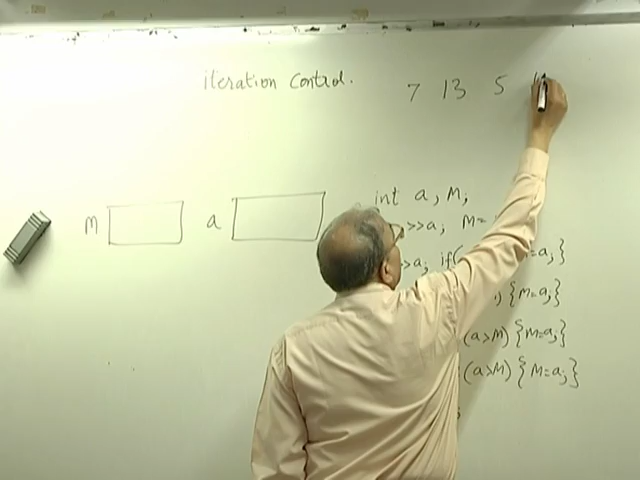 iteration Control.
7 13 5
int a, M;
m a
>>a; M=
>a; if( =a;}
) {M=a;}
(a>M) {M=a;}
(a>M) {M=a;}
;